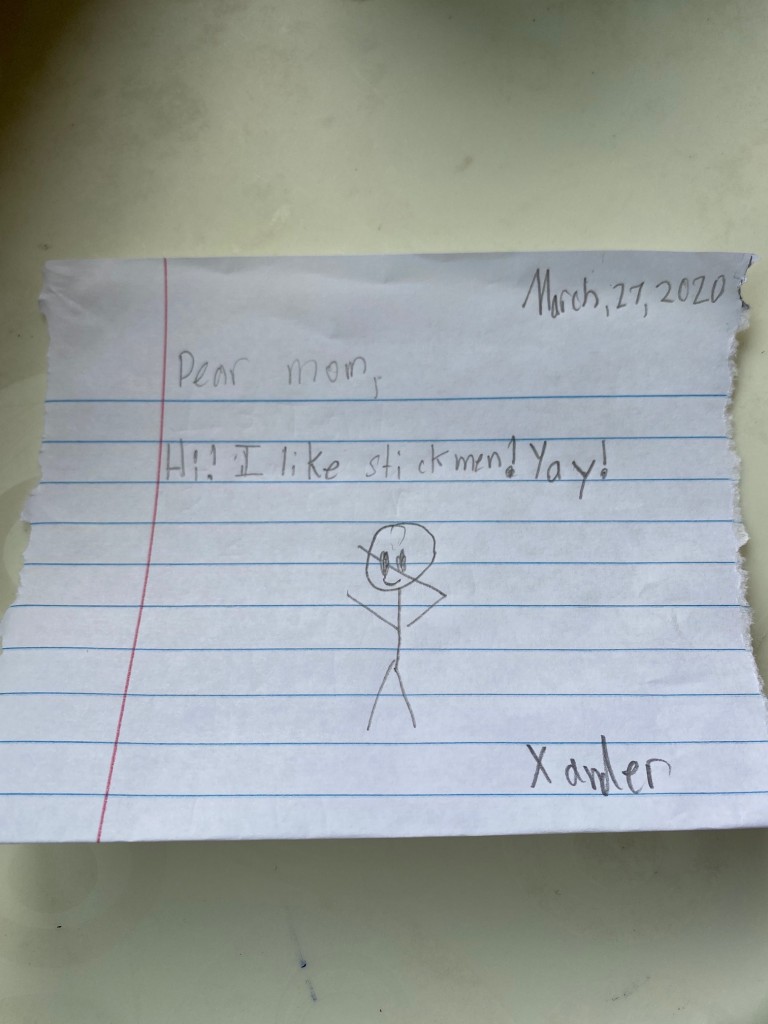 March, 27, 2020
Dear mom,
Hi! I like stickmen! Yay!
Xander